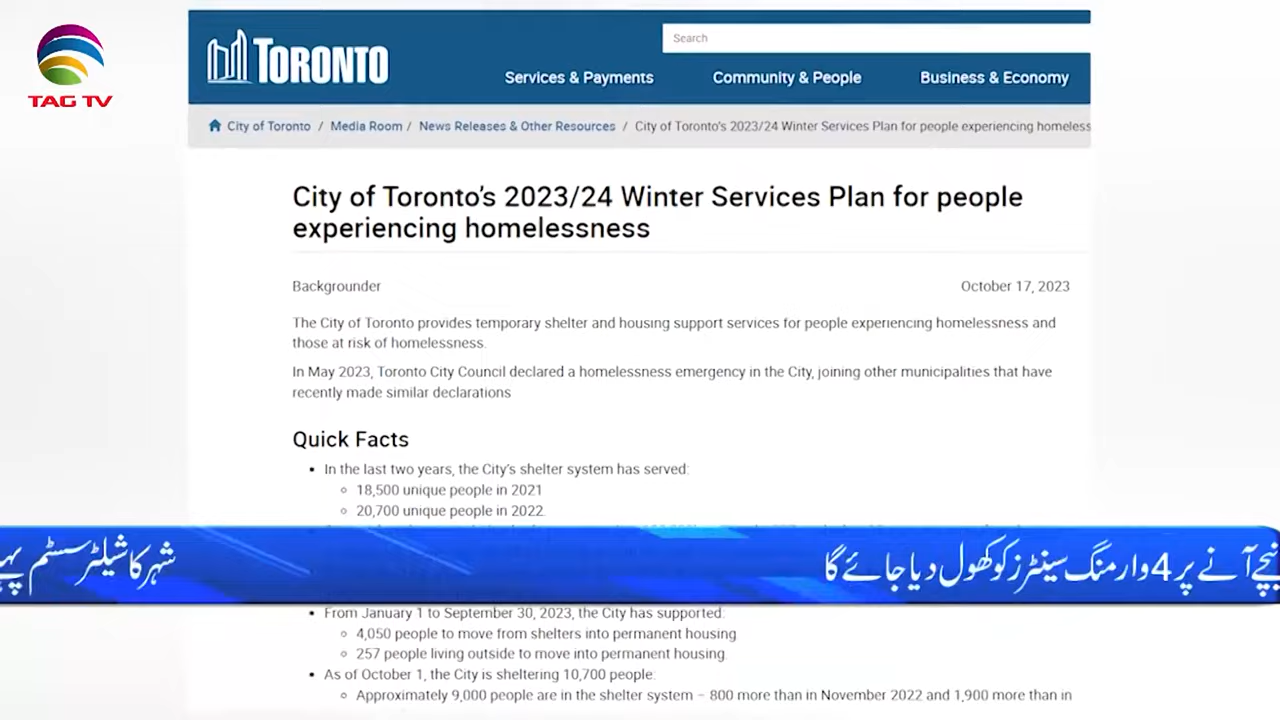 TAG TV
TORONTO
Search
Services & Payments
Community & People
Business & Economy
City of Toronto / Media Room / News Releases & Other Resources / City of Toronto's 2023/24 Winter Services Plan for people experiencing homeless
City of Toronto's 2023/24 Winter Services Plan for people
experiencing homelessness
Backgrounder
October 17, 2023
The City of Toronto provides temporary shelter and housing support services for people experiencing homelessness and
those at risk of homelessness.
In May 2023, Toronto City Council declared a homelessness emergency in the City, joining other municipalities that have
recently made similar declarations
Quick Facts
• In the last two years, the City's shelter system has served:
○ 18,500 unique people in 2021
○ 20,700 unique people in 2022.
نیچے آنے پر 4 وارمنگ سینٹرز کو کھول دیا جائے گا
شہر کا شیلٹر سسٹم
• From January 1 to September 30, 2023, the City has supported:
○ 4,050 people to move from shelters into permanent housing
○ 257 people living outside to move into permanent housing.
• As of October 1, the City is sheltering 10,700 people:
○ Approximately 9,000 people are in the shelter system – 800 more than in November 2022 and 1,900 more than in